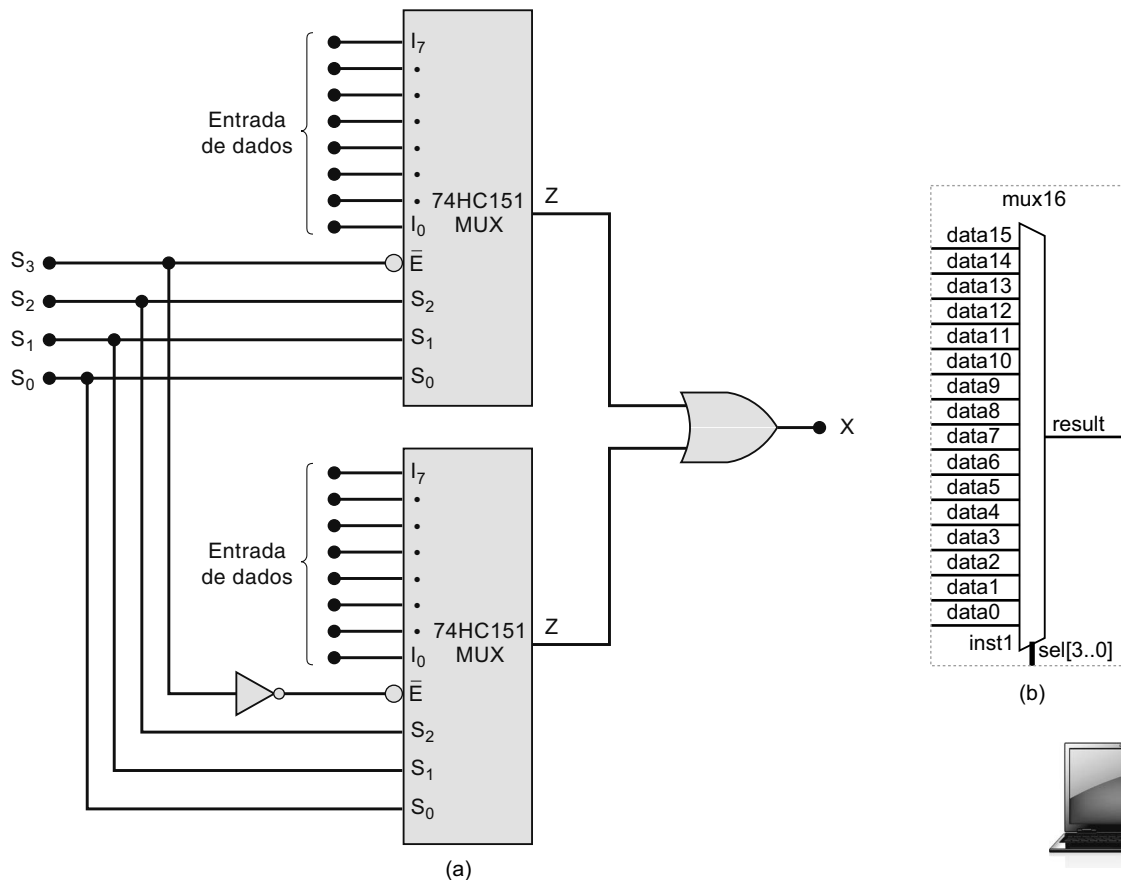 I7
Entrada
de dados
74HC151
MUX
Z
I0
S3
E̅
S2
S2
S1
S1
S0
S0
X
I7
Entrada
de dados
74HC151
MUX
Z
I0
E̅
S2
S1
S0
(a)
mux16
data15
data14
data13
data12
data11
data10
data9
data8
data7
result
data6
data5
data4
data3
data2
data1
data0
inst1
sel[3..0]
(b)